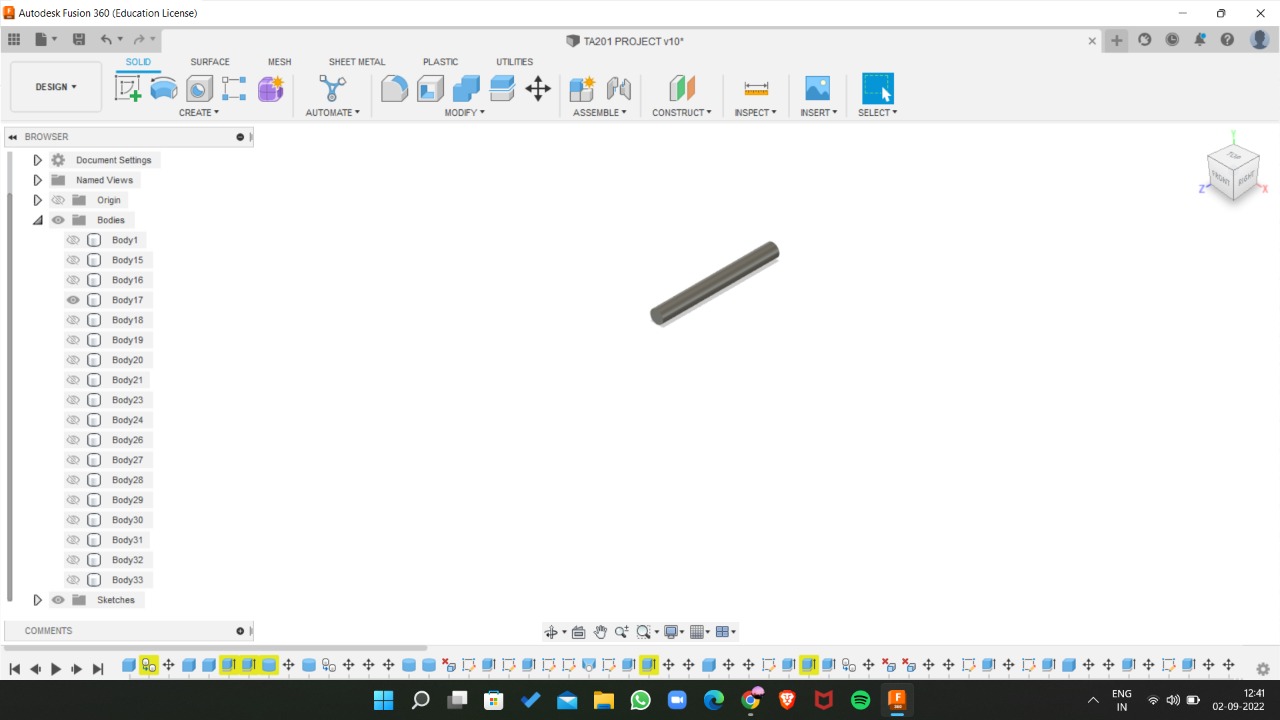 Autodesk Fusion 360 (Education License)
TA201 PROJECT v10*
SOLID SURFACE MESH SHEET METAL PLASTIC UTILITIES
DESIGN
CREATE AUTOMATE MODIFY ASSEMBLE CONSTRUCT INSPECT INSERT SELECT
BROWSER
Document Settings
Named Views
Origin
Bodies
Body1
Body15
Body16
Body17
Body18
Body19
Body20
Body21
Body23
Body24
Body26
Body27
Body28
Body29
Body30
Body31
Body32
Body33
Sketches
COMMENTS
Y
TOP
FRONT RIGHT
Z X
ENG
IN
12:41
02-09-2022